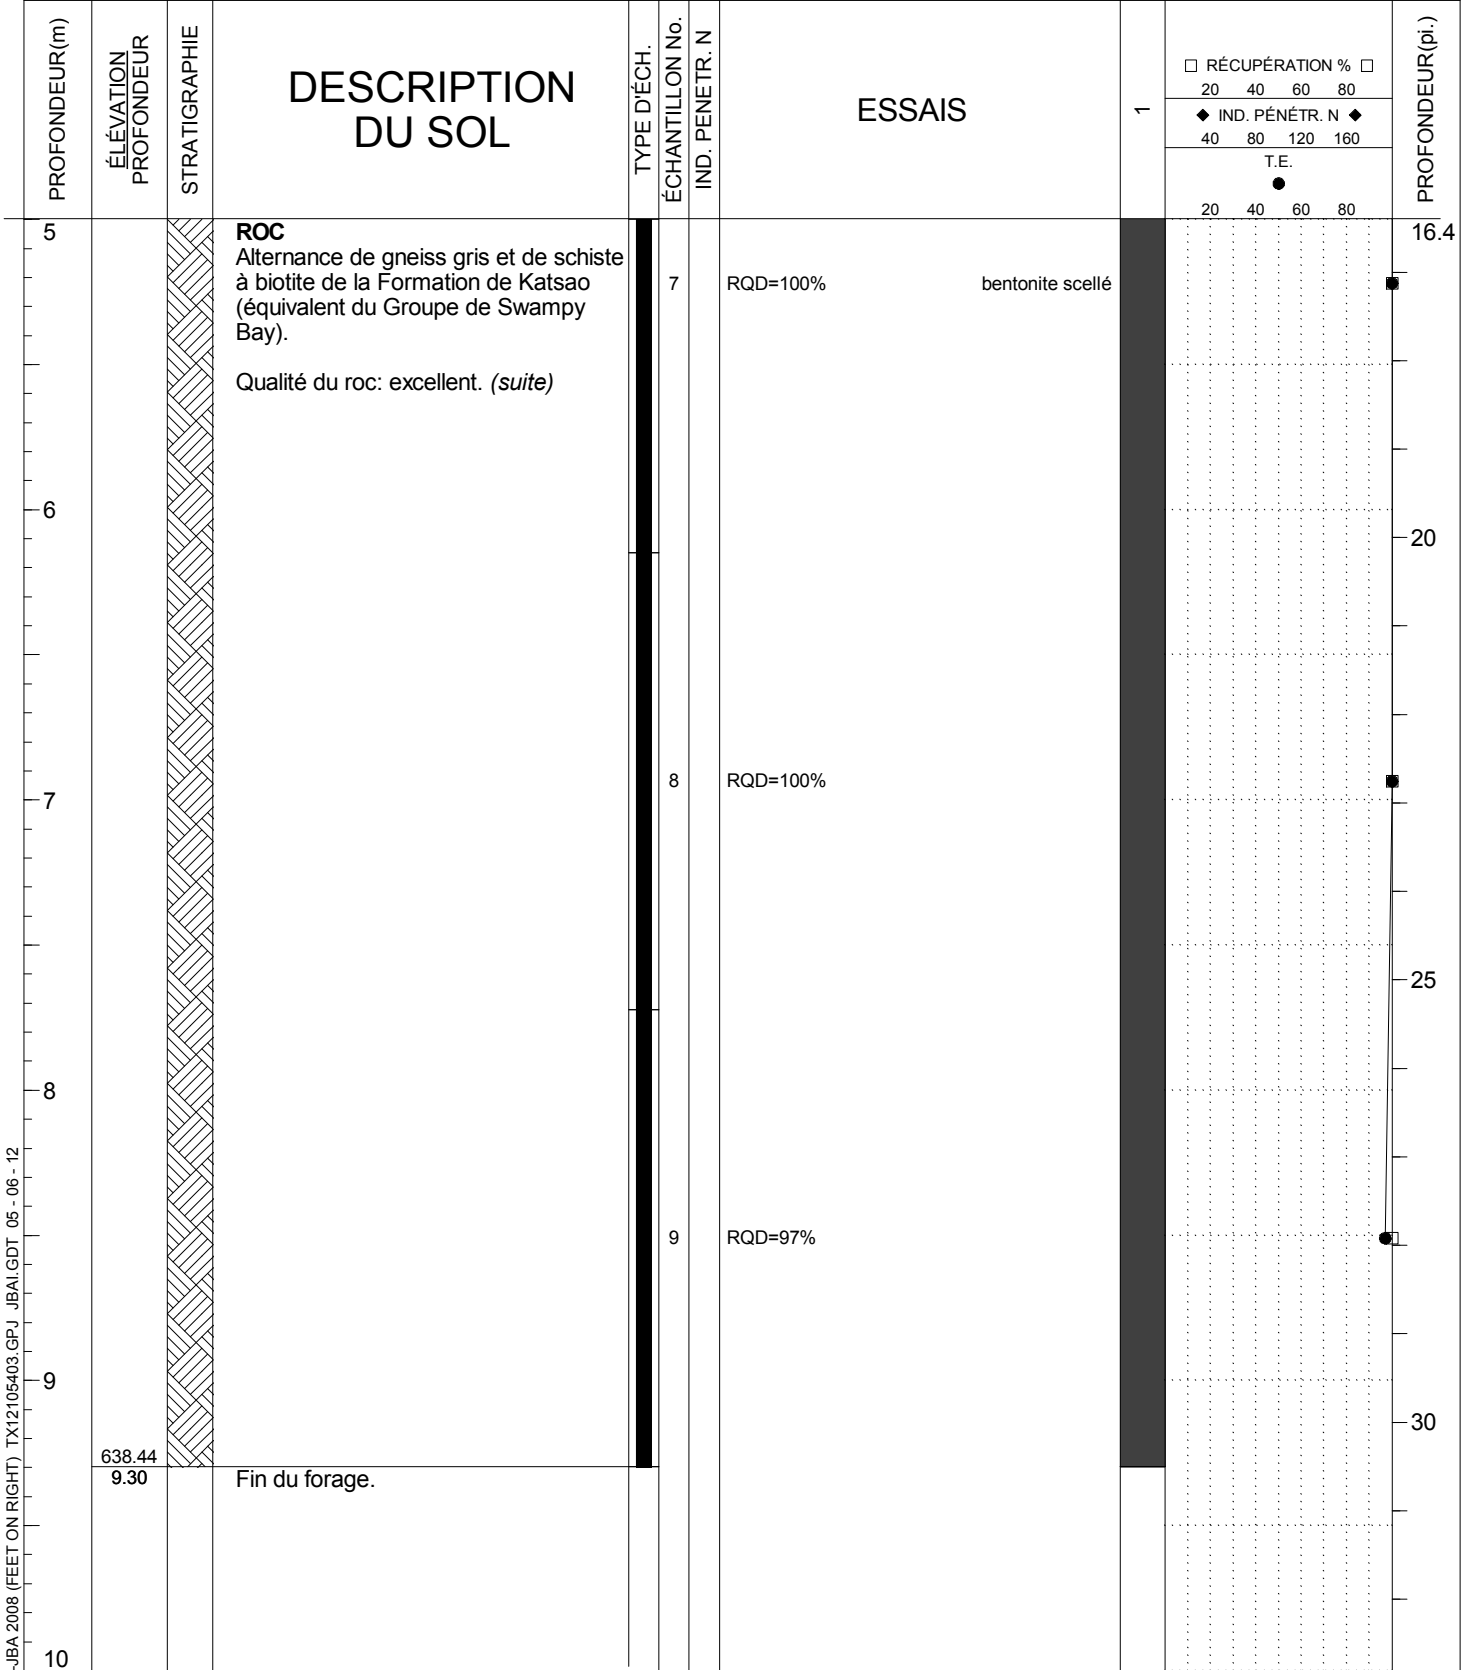 PROFONDEUR(m)
ÉLÉVATION
PROFONDEUR
STRATIGRAPHIE
DESCRIPTION
DU SOL
TYPE D'ÉCH.
ÉCHANTILLON No.
IND. PENETR. N
ESSAIS
1
□ RÉCUPÉRATION % □
20 40 60 80
◆ IND. PÉNÉTR. N ◆
40 80 120 160
T.E.
●
20 40 60 80
PROFONDEUR(pi.)
5
ROC
16.4
Alternance de gneiss gris et de schiste
à biotite de la Formation de Katsao
(équivalent du Groupe de Swampy
Bay).
7 RQD=100% bentonite scellé
Qualité du roc: excellent. (suite)
6
20
8 RQD=100%
7
25
8
9 RQD=97%
9
30
638.44
9.30 Fin du forage.
10
-JBA 2008 (FEET ON RIGHT) TX12105403.GPJ JBAI.GDT 05 - 06 - 12